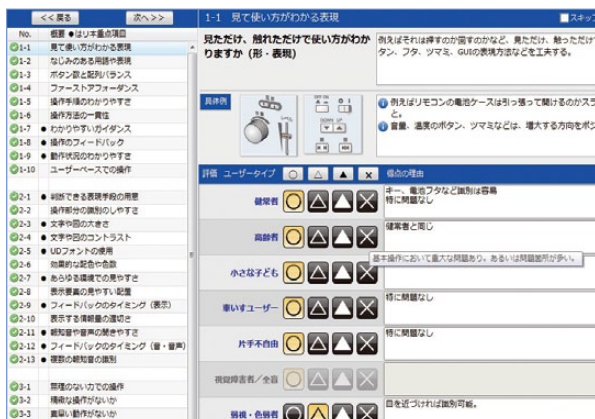 <<戻る
次へ>>
1-1 見て使い方がわかる表現
スキップ
No. 概要 ●はリ本重点項目
1-1 見て使い方がわかる表現
1-2 なじみのある用語や表現
1-3 ボタン数と配列バランス
1-4 ファーストアフォーダンス
1-5 操作手順のわかりやすさ
1-6 操作方法の一貫性
1-7 ● わかりやすいガイダンス
1-8 ● 操作のフィードバック
1-9 ● 動作状況のわかりやすさ
1-10 ユーザーペースでの操作
2-1 ● 判断できる表現手段の用意
2-2 操作部分の識別のしやすさ
2-3 ● 文字や図の大きさ
2-4 ● 文字や図のコントラスト
2-5 ● UDフォントの使用
2-6 効果的な配色や色数
2-7 ● あらゆる環境での見やすさ
2-8 表示要素の見やすい配置
2-9 ● フィードバックのタイミング（表示）
2-10 表示する情報量の適切さ
2-11 ● 報知音や音声の聞きやすさ
2-12 ● フィードバックのタイミング（音・音声）
2-13 ● 複数の報知音の識別
3-1 無理のない力での操作
3-2 精緻な操作がないか
3-3 素早い動作がないか
見ただけ、触れただけで使い方がわか
りますか（形・表現）
例えばそれは押すのか回すのかなど、見ただけ、触っただけで
タン、フタ、ツマミ、GUIの表現方法などを工夫する。
具体例
OFF ON
DOWN UP
例えばリモコンの電池ケースは引っ張って開けるのかスラ
と。
音量、温度のボタン、ツマミなどは、増大する方向をポジ
評価 ユーザータイプ ○ △ ▲ × 得点の理由
健常者 ○ △ ▲ × キー、電池フタなど識別は容易
特に問題なし
高齢者 ○ △ ▲ × 健常者と同じ
基本操作において重大な問題あり。あるいは問題箇所が多い。
小さな子ども ○ △ ▲ ×
車いすユーザー ○ △ ▲ × 特に問題なし
片手不自由 ○ △ ▲ × 特に問題なし
視覚障害者／全盲 ○ △ ▲ ×
弱視・色弱者 ○ △ ▲ × 目を近づければ識別可能。